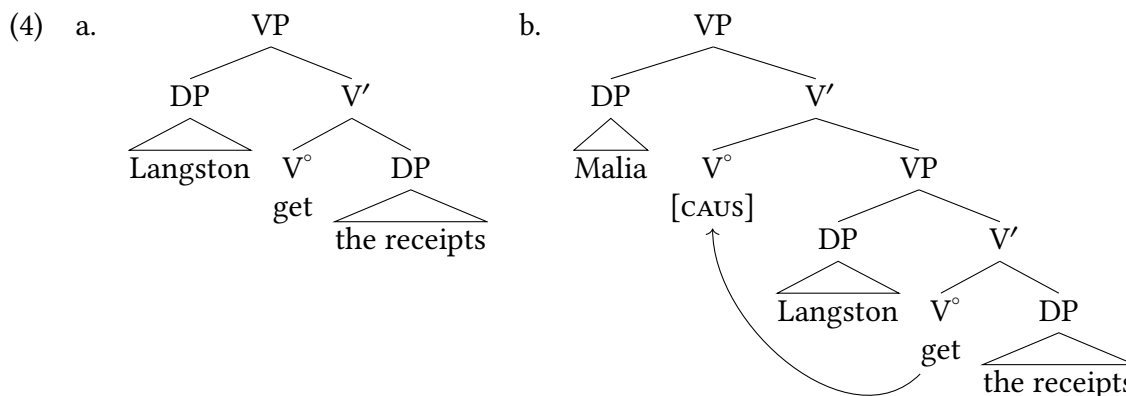 (4) a. VP b. VP
DP V′ DP V′
Langston V° DP Malia V° VP
get the receipts [CAUS] DP V′
Langston V° DP
get the receipts